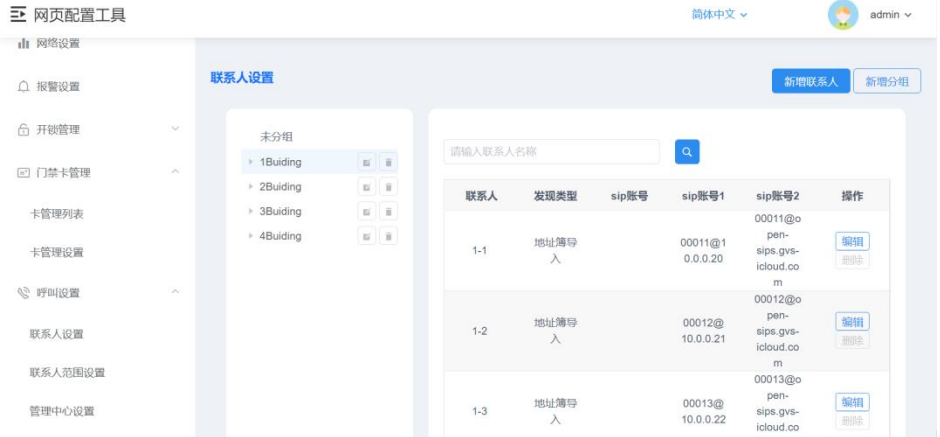 网页配置工具
简体中文
admin
网络设置
报警设置
开锁管理
门禁卡管理
卡管理列表
卡管理设置
呼叫设置
联系人设置
联系人范围设置
管理中心设置
联系人设置
新增联系人
新增分组
未分组
1Buiding
2Buiding
3Buiding
4Buiding
请输入联系人名称
联系人 发现类型 sip账号 sip账号1 sip账号2 操作
1-1
地址簿导
入
00011@1
0.0.0.20
00011@o
pen-
sips.gvs-
icloud.co
m
编辑
删除
1-2
地址簿导
入
00012@
10.0.0.21
00012@o
pen-
sips.gvs-
icloud.co
m
编辑
删除
1-3
地址簿导
入
00013@
10.0.0.22
00013@o
pen-
sips.gvs-
icloud.co
编辑
删除